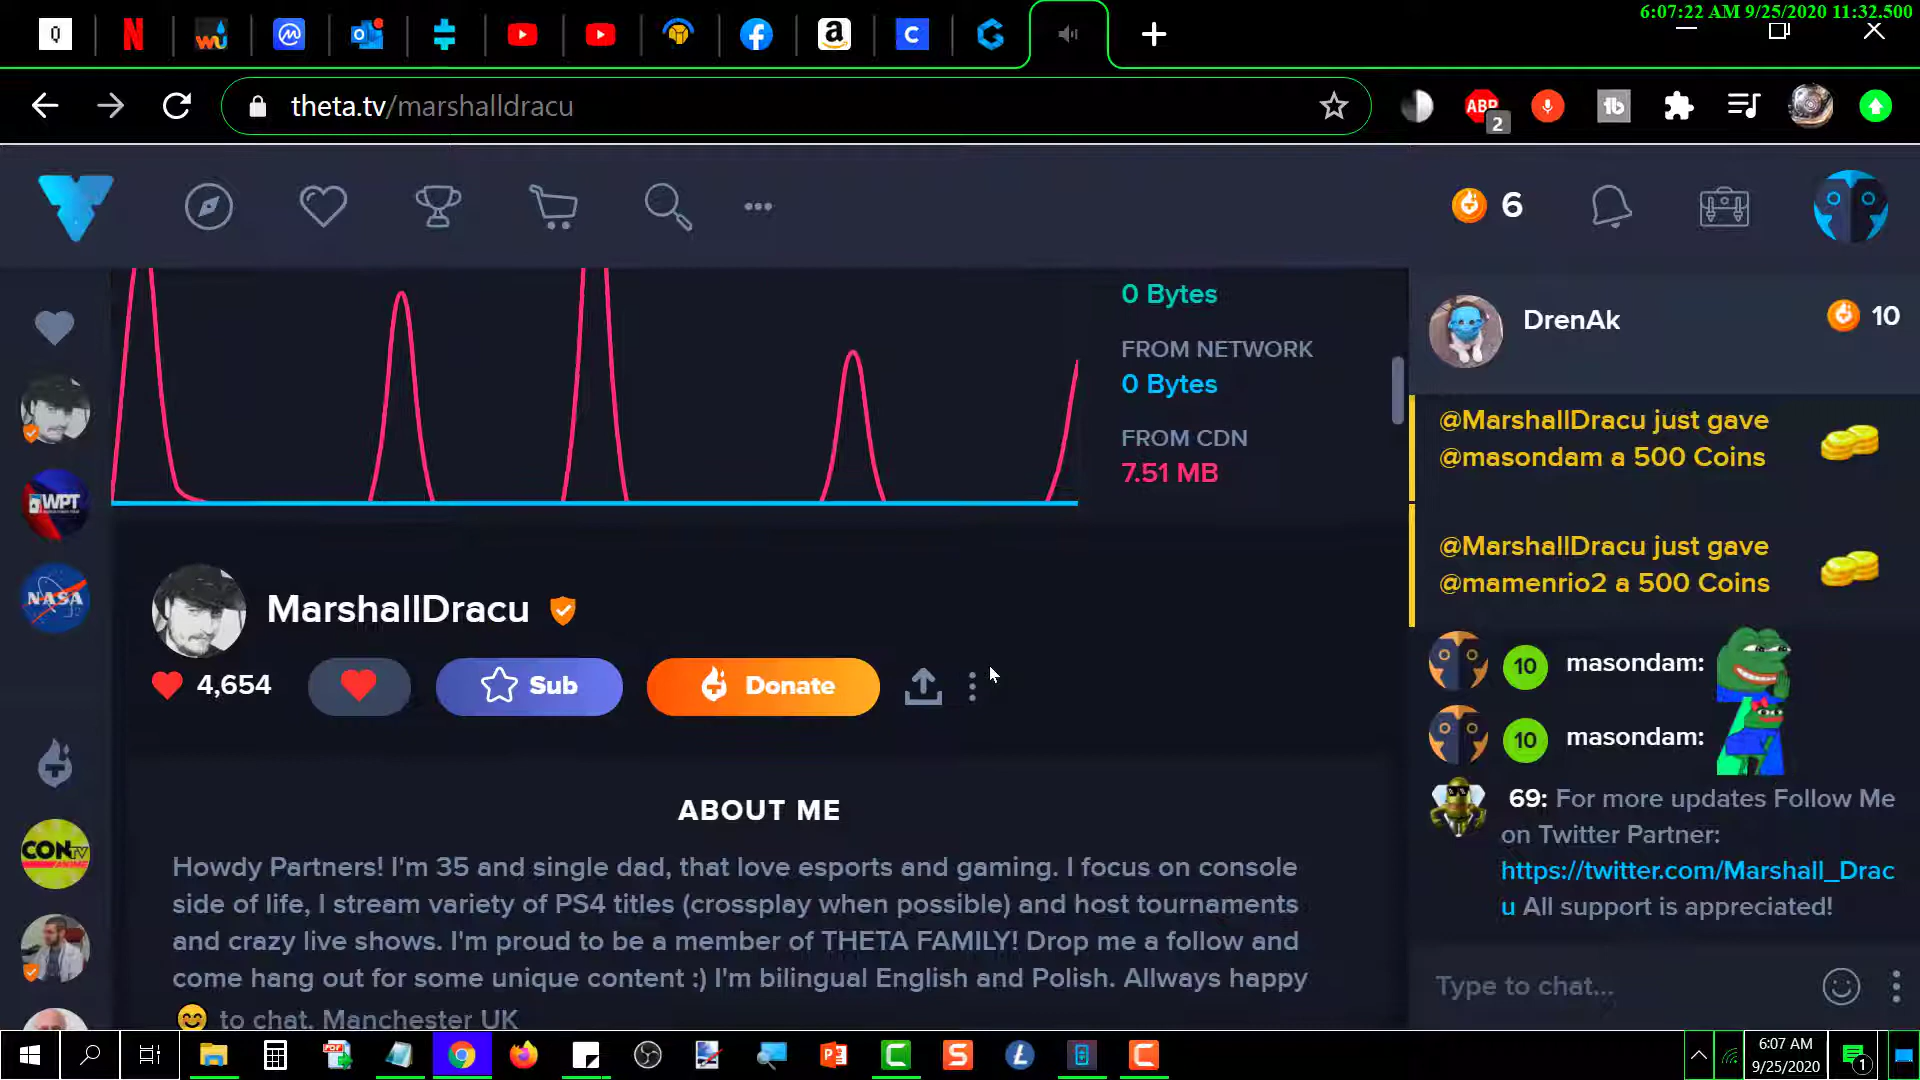 6:07:22 AM 9/25/2020 11:32.500
theta.tv/marshalldracu
ABP
2
tb
6
0 Bytes
FROM NETWORK
0 Bytes
FROM CDN
7.51 MB
DrenAk
10
@MarshallDracu just gave
@masondam a 500 Coins
@MarshallDracu just gave
@mamenrio2 a 500 Coins
10 masondam:
10 masondam:
69: For more updates Follow Me
on Twitter Partner:
https://twitter.com/Marshall_Drac
u All support is appreciated!
Type to chat...
WPT
NASA
CONtv
ANIME
MarshallDracu
4,654
Sub
Donate
ABOUT ME
Howdy Partners! I'm 35 and single dad, that love esports and gaming. I focus on console
side of life, I stream variety of PS4 titles (crossplay when possible) and host tournaments
and crazy live shows. I'm proud to be a member of THETA FAMILY! Drop me a follow and
come hang out for some unique content :) I'm bilingual English and Polish. Allways happy
😊 to chat. Manchester UK
6:07 AM
9/25/2020
1